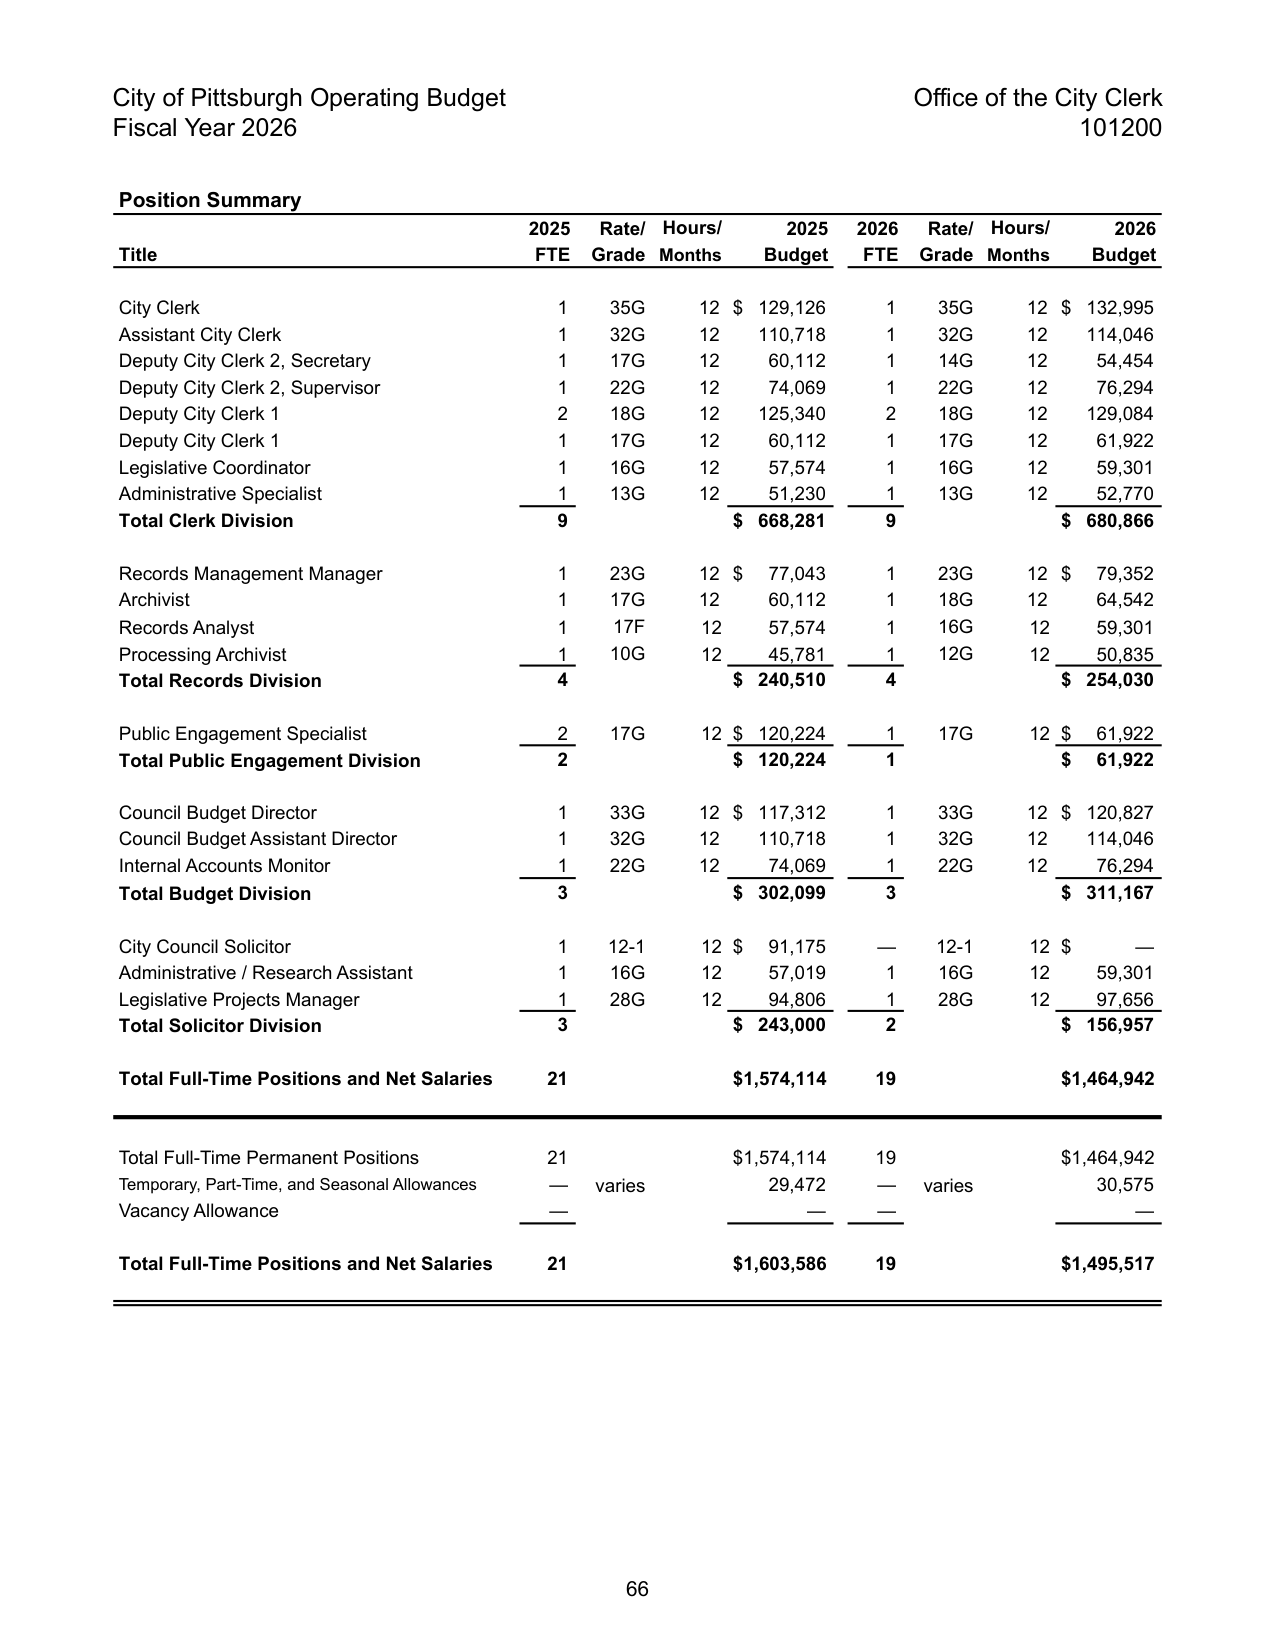 City of Pittsburgh Operating Budget Office of the City Clerk
Fiscal Year 2026 101200
Position Summary
2025 Rate/ Hours/ 2025 2026 Rate/ Hours/ 2026
Title FTE Grade Months Budget FTE Grade Months Budget
City Clerk 1 35G 12 $ 129,126 1 35G 12 $ 132,995
Assistant City Clerk 1 32G 12 110,718 1 32G 12 114,046
Deputy City Clerk 2, Secretary 1 17G 12 60,112 1 14G 12 54,454
Deputy City Clerk 2, Supervisor 1 22G 12 74,069 1 22G 12 76,294
Deputy City Clerk 1 2 18G 12 125,340 2 18G 12 129,084
Deputy City Clerk 1 1 17G 12 60,112 1 17G 12 61,922
Legislative Coordinator 1 16G 12 57,574 1 16G 12 59,301
Administrative Specialist 1 13G 12 51,230 1 13G 12 52,770
Total Clerk Division 9 $ 668,281 9 $ 680,866
Records Management Manager 1 23G 12 $ 77,043 1 23G 12 $ 79,352
Archivist 1 17G 12 60,112 1 18G 12 64,542
Records Analyst 1 17F 12 57,574 1 16G 12 59,301
Processing Archivist 1 10G 12 45,781 1 12G 12 50,835
Total Records Division 4 $ 240,510 4 $ 254,030
Public Engagement Specialist 2 17G 12 $ 120,224 1 17G 12 $ 61,922
Total Public Engagement Division 2 $ 120,224 1 $ 61,922
Council Budget Director 1 33G 12 $ 117,312 1 33G 12 $ 120,827
Council Budget Assistant Director 1 32G 12 110,718 1 32G 12 114,046
Internal Accounts Monitor 1 22G 12 74,069 1 22G 12 76,294
Total Budget Division 3 $ 302,099 3 $ 311,167
City Council Solicitor 1 12-1 12 $ 91,175 — 12-1 12 $ —
Administrative / Research Assistant 1 16G 12 57,019 1 16G 12 59,301
Legislative Projects Manager 1 28G 12 94,806 1 28G 12 97,656
Total Solicitor Division 3 $ 243,000 2 $ 156,957
Total Full-Time Positions and Net Salaries 21 $1,574,114 19 $1,464,942
Total Full-Time Permanent Positions 21 $1,574,114 19 $1,464,942
Temporary, Part-Time, and Seasonal Allowances — varies 29,472 — varies 30,575
Vacancy Allowance — — — —
Total Full-Time Positions and Net Salaries 21 $1,603,586 19 $1,495,517
66